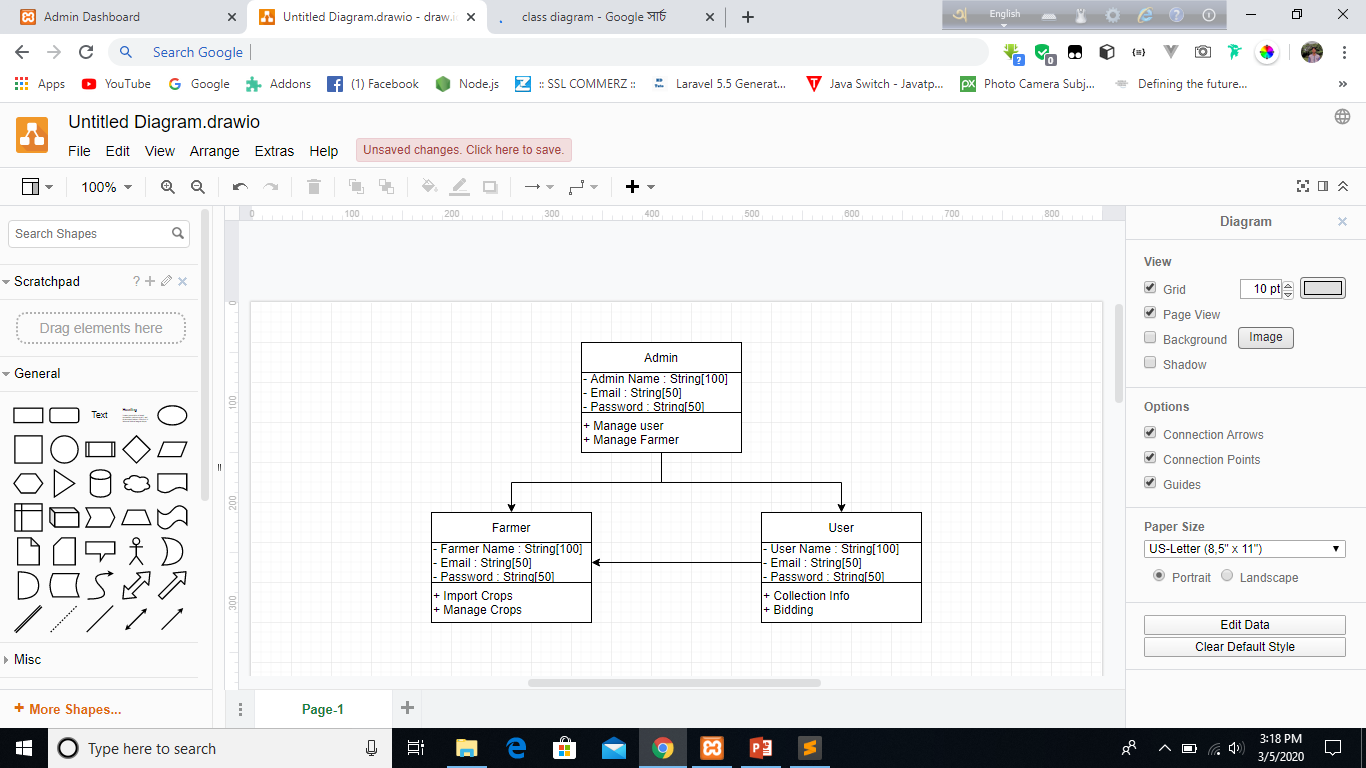 Admin Dashboard
Untitled Diagram.drawio - draw.i
class diagram - Google সার্চ
English
Search Google
Apps
YouTube
Google
Addons
(1) Facebook
Node.js
:: SSL COMMERZ ::
Laravel 5.5 Generat...
Java Switch - Javatp...
Photo Camera Subj...
Defining the future...
»
Untitled Diagram.drawio
File Edit View Arrange Extras Help
Unsaved changes. Click here to save.
100%
Search Shapes
Scratchpad
Drag elements here
General
Text
Heading
Misc
+ More Shapes...
0 100 200 300 400 500 600 700 800
0
100
200
300
Admin
- Admin Name : String[100]
- Email : String[50]
- Password : String[50]
+ Manage user
+ Manage Farmer
Farmer
- Farmer Name : String[100]
- Email : String[50]
- Password : String[50]
+ Import Crops
+ Manage Crops
User
- User Name : String[100]
- Email : String[50]
- Password : String[50]
+ Collection Info
+ Bidding
Page-1
Diagram
View
Grid 10 pt
Page View
Background Image
Shadow
Options
Connection Arrows
Connection Points
Guides
Paper Size
US-Letter (8,5" x 11")
Portrait Landscape
Edit Data
Clear Default Style
Type here to search
3:18 PM
3/5/2020